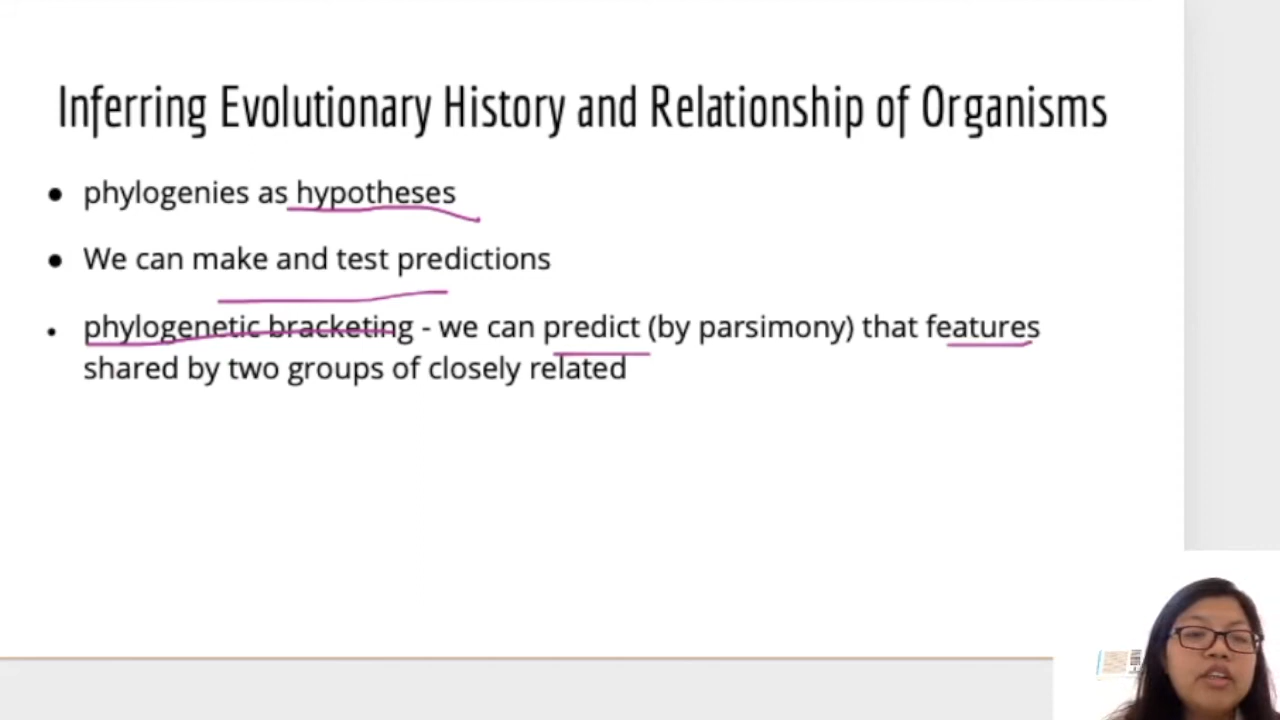 Inferring Evolutionary History and Relationship of Organisms
● phylogenies as hypotheses
● We can make and test predictions
• phylogenetic bracketing - we can predict (by parsimony) that features
shared by two groups of closely related